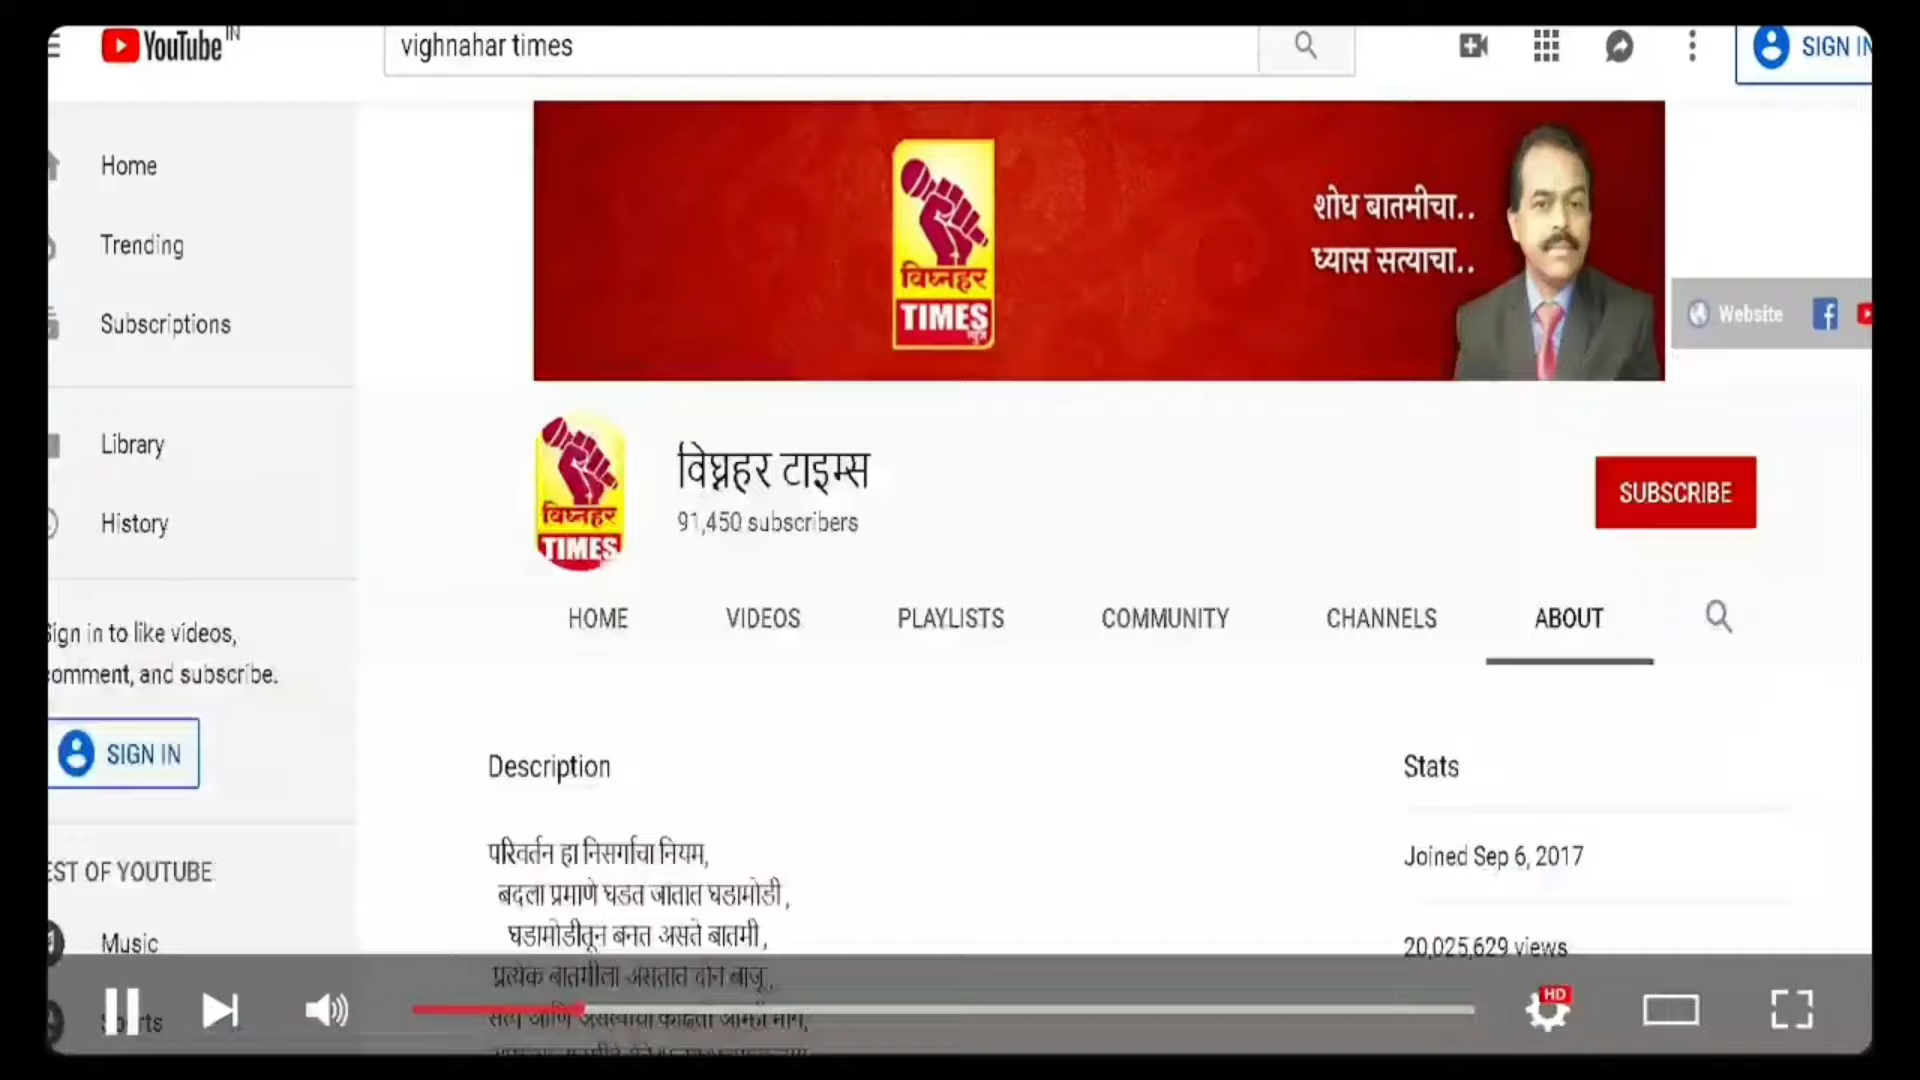 YouTube IN
vighnahar times
SIGN IN
Home
Trending
Subscriptions
Library
History
Sign in to like videos,
comment, and subscribe.
SIGN IN
BEST OF YOUTUBE
Music
Sports
विघ्नहर
TIMES
न्युज
शोध बातमीचा..
ध्यास सत्याचा..
Website
विघ्नहर
TIMES
विघ्नहर टाइम्स
91,450 subscribers
SUBSCRIBE
HOME VIDEOS PLAYLISTS COMMUNITY CHANNELS ABOUT
Description
परिवर्तन हा निसर्गाचा नियम,
बदला प्रमाणे घडत जातात घडामोडी,
घडामोडीतून बनत असते बातमी,
प्रत्येक बातमीला असतात दोन बाजू,
Stats
Joined Sep 6, 2017
20,025,629 views
HD